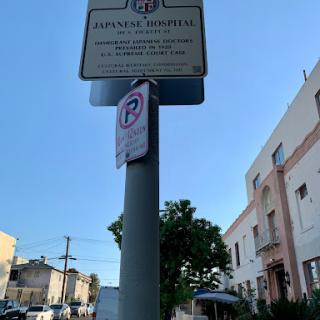 JAPANESE HOSPITAL
101 S. FICKETT ST
IMMIGRANT JAPANESE DOCTORS
PREVAILED IN 1928
U.S. SUPREME COURT CASE
CULTURAL HERITAGE COMMISSION
CULTURAL MONUMENT NO. 1131
P